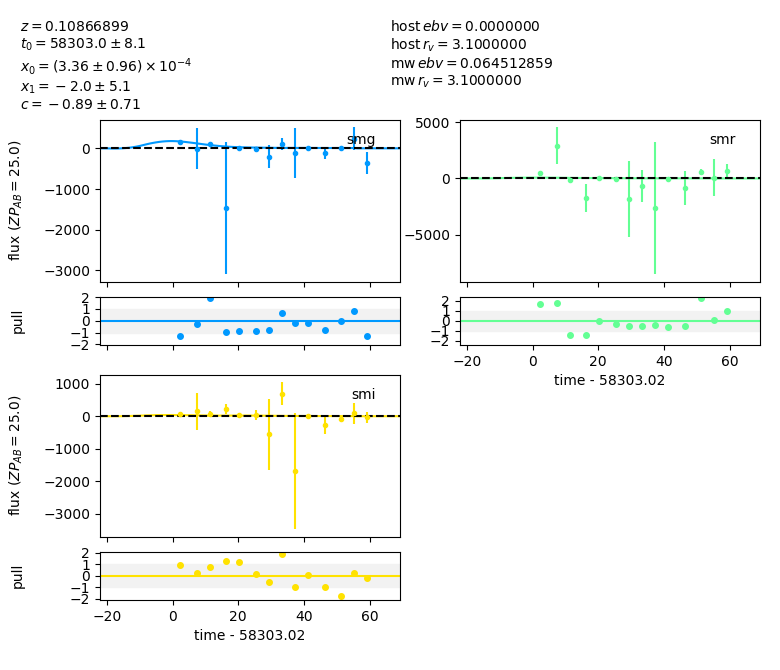 z = 0.10866899
t₀ = 58303.0 ± 8.1
x₀ = (3.36 ± 0.96) × 10⁻⁴
x₁ = −2.0 ± 5.1
c = −0.89 ± 0.71
host ebv = 0.0000000
host r_v = 3.1000000
mw ebv = 0.064512859
mw r_v = 3.1000000
smg
0
−1000
−2000
−3000
flux (ZP_AB = 25.0)
smr
5000
0
−5000
2
1
0
−1
−2
pull
2
1
0
−1
−2
−20 0 20 40 60
time - 58303.02
smi
1000
0
−1000
−2000
−3000
flux (ZP_AB = 25.0)
2
1
0
−1
−2
pull
−20 0 20 40 60
time - 58303.02